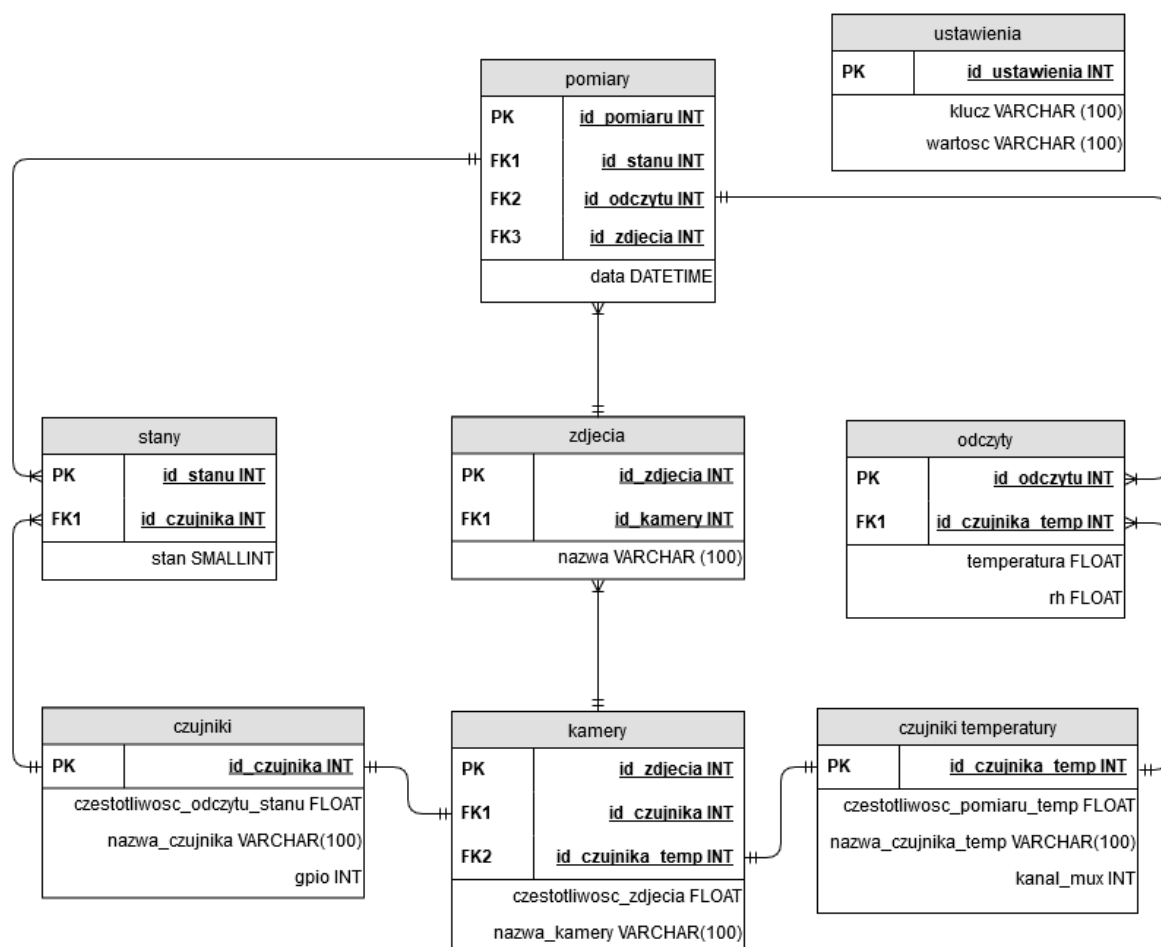 ustawienia
PK id_ustawienia INT
klucz VARCHAR (100)
wartosc VARCHAR (100)
pomiary
PK id_pomiaru INT
FK1 id_stanu INT
FK2 id_odczytu INT
FK3 id_zdjecia INT
data DATETIME
stany
PK id_stanu INT
FK1 id_czujnika INT
stan SMALLINT
zdjecia
PK id_zdjecia INT
FK1 id_kamery INT
nazwa VARCHAR (100)
odczyty
PK id_odczytu INT
FK1 id_czujnika_temp INT
temperatura FLOAT
rh FLOAT
czujniki
PK id_czujnika INT
czestotliwosc_odczytu_stanu FLOAT
nazwa_czujnika VARCHAR(100)
gpio INT
kamery
PK id_zdjecia INT
FK1 id_czujnika INT
FK2 id_czujnika_temp INT
czestotliwosc_zdjecia FLOAT
nazwa_kamery VARCHAR(100)
czujniki temperatury
PK id_czujnika_temp INT
czestotliwosc_pomiaru_temp FLOAT
nazwa_czujnika_temp VARCHAR(100)
kanal_mux INT